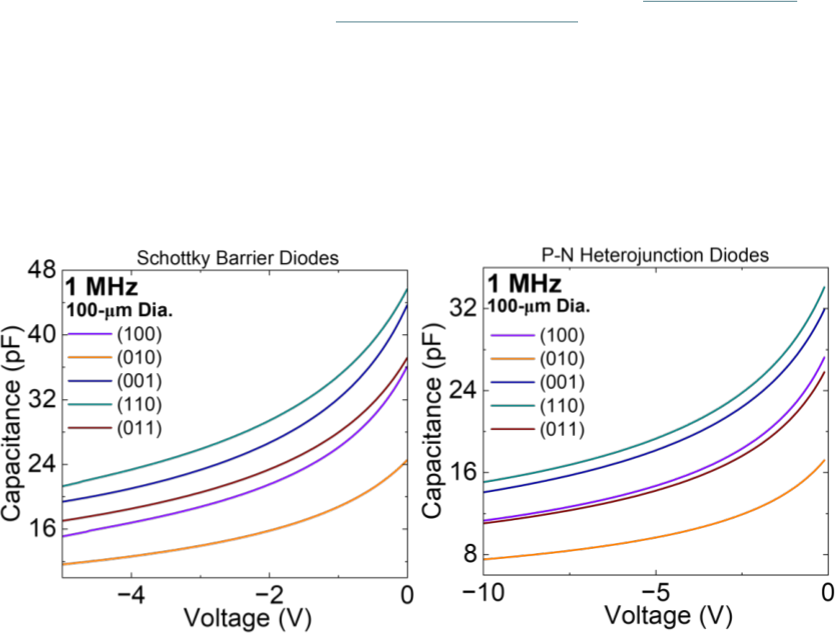 Schottky Barrier Diodes
48
40
32
24
16
Capacitance (pF)
1 MHz
100-μm Dia.
(100)
(010)
(001)
(110)
(011)
−4
−2
0
Voltage (V)
P-N Heterojunction Diodes
32
24
16
8
Capacitance (pF)
1 MHz
100-μm Dia.
(100)
(010)
(001)
(110)
(011)
−10
−5
0
Voltage (V)